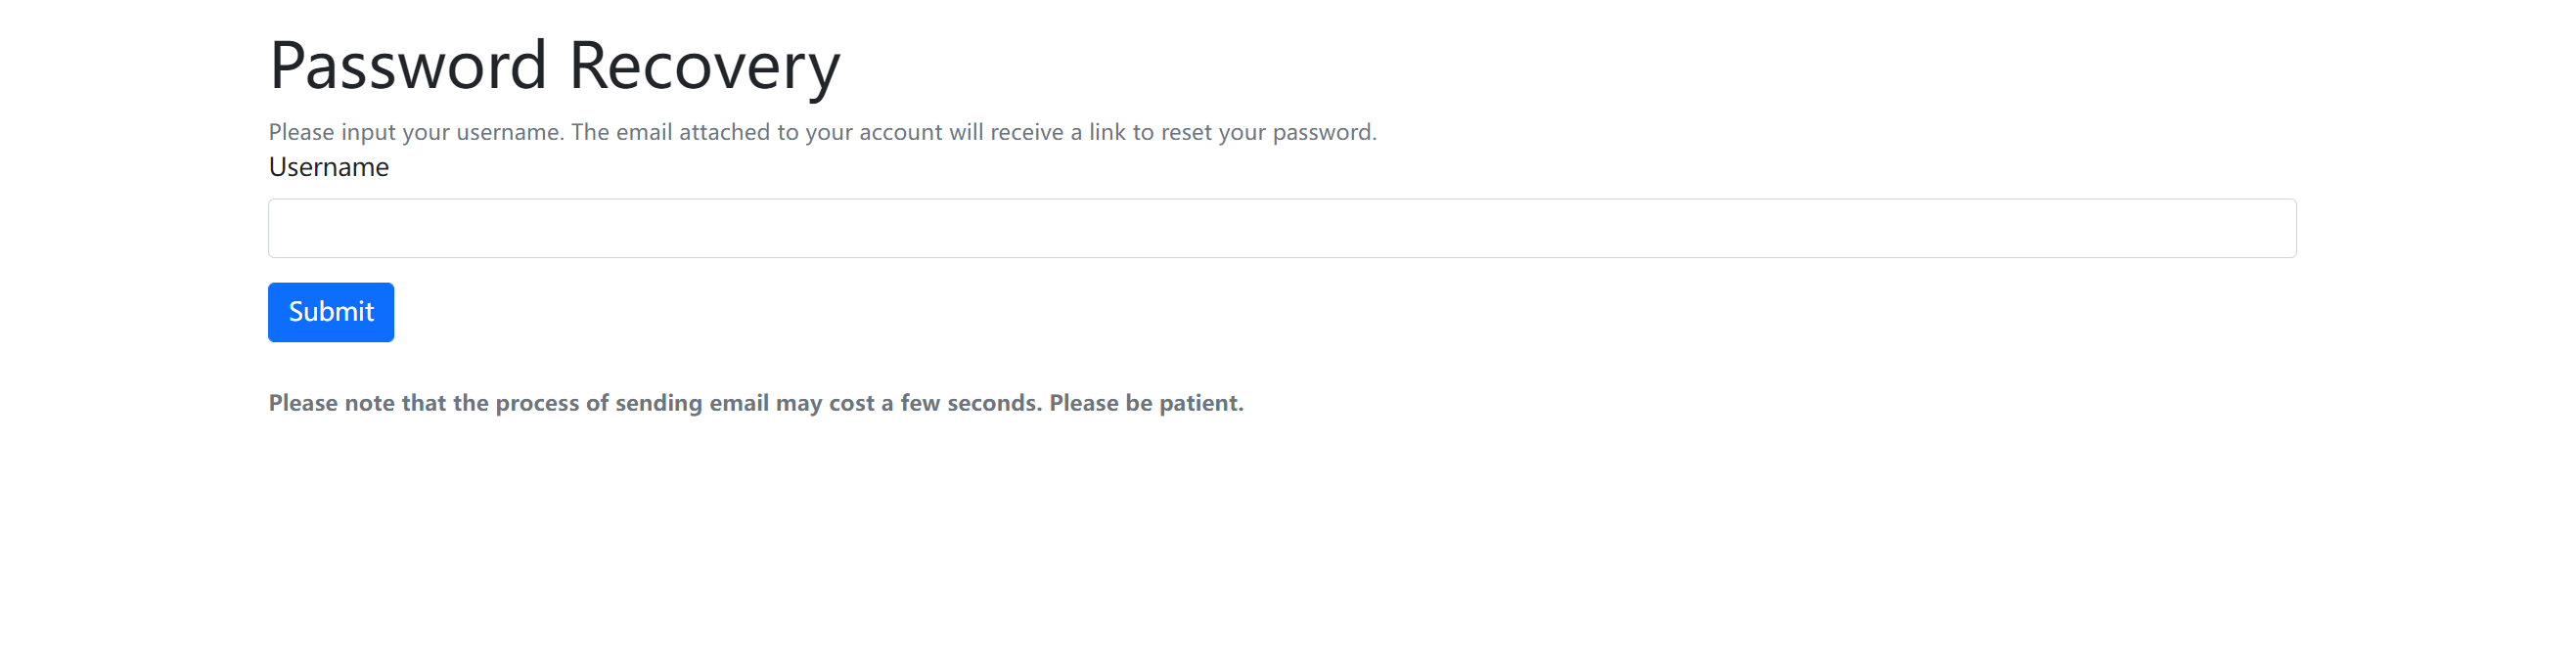 Password Recovery
Please input your username. The email attached to your account will receive a link to reset your password.
Username
Submit
Please note that the process of sending email may cost a few seconds. Please be patient.